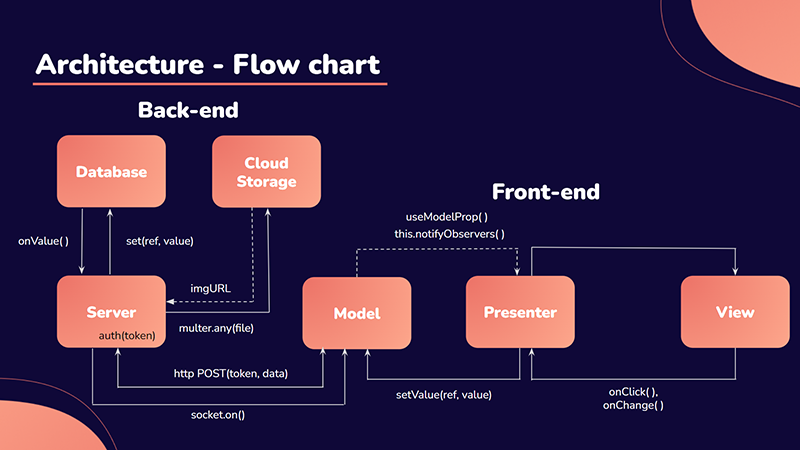 Architecture - Flow chart
Back-end
Database
Cloud
Storage
Front-end
useModelProp( )
this.notifyObservers( )
onValue( )
set(ref, value)
imgURL
Server
auth(token)
multer.any(file)
Model
Presenter
View
http POST(token, data)
setValue(ref, value)
onClick( ),
onChange( )
socket.on()